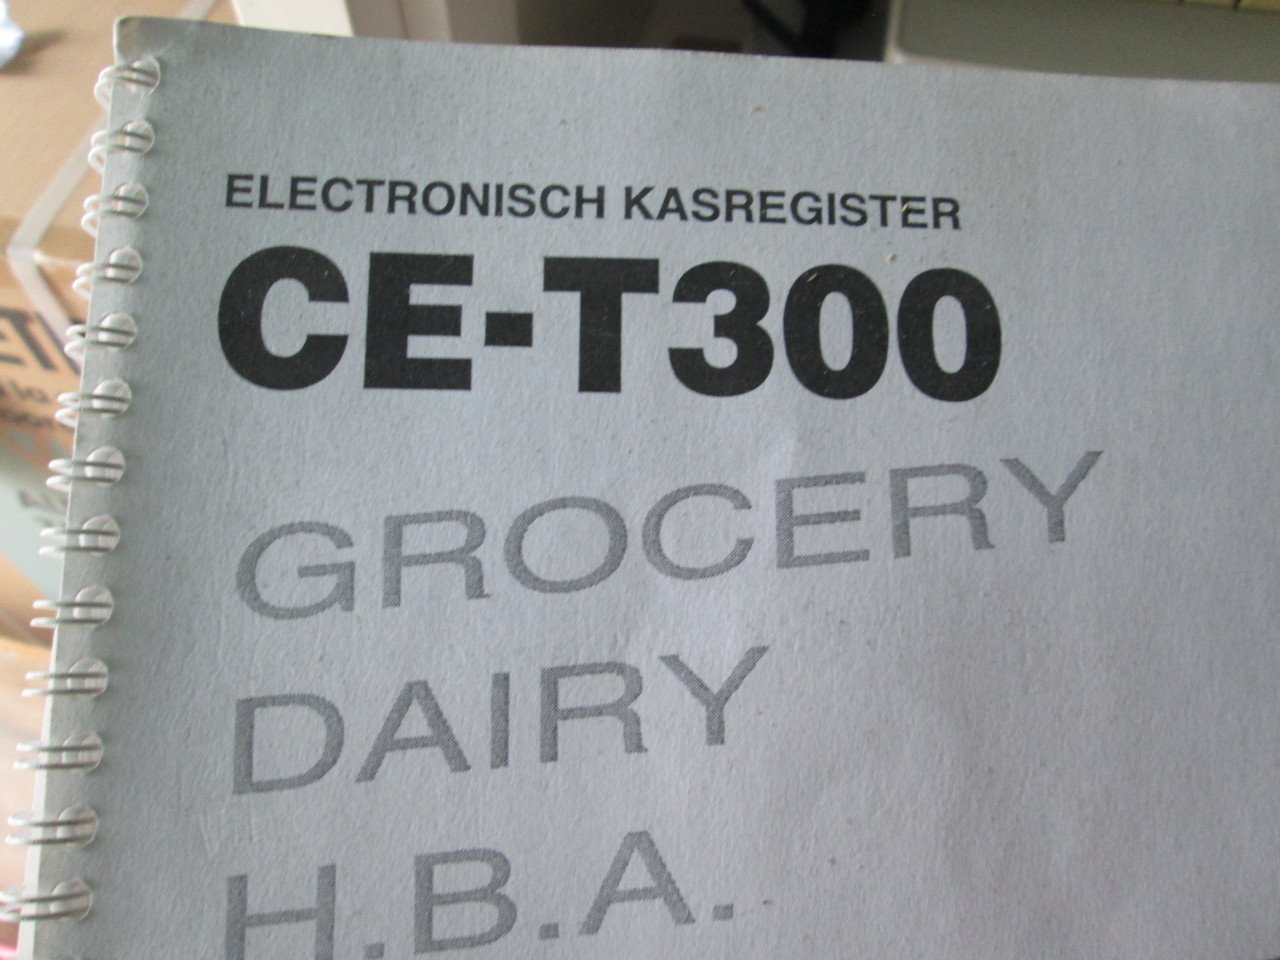 ELECTRONISCH KASREGISTER
CE-T300
GROCERY
DAIRY
H.B.A.